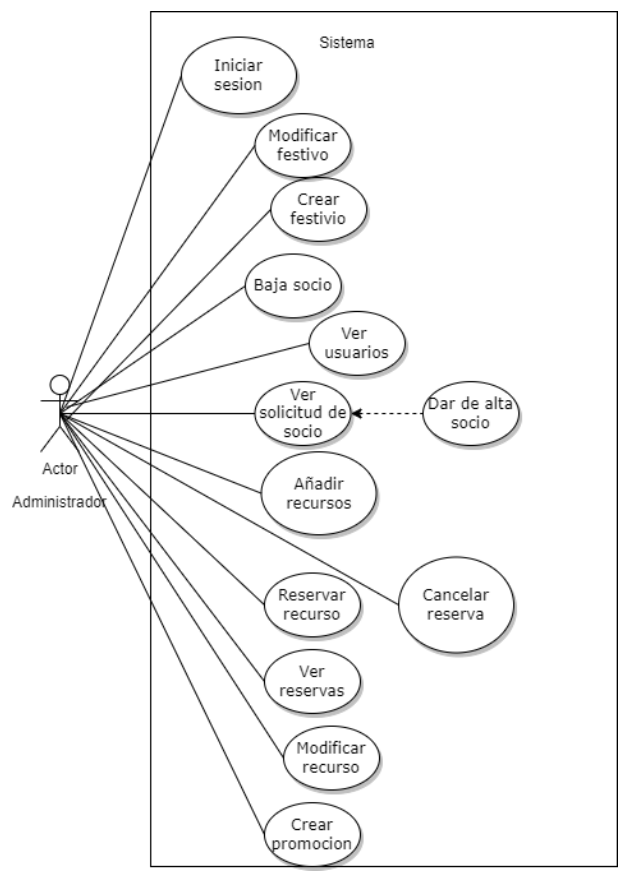 Sistema
Iniciar
sesion
Modificar
festivo
Crear
festivio
Baja socio
Ver
usuarios
Ver
solicitud de
socio
Dar de alta
socio
Actor
Administrador
Añadir
recursos
Reservar
recurso
Cancelar
reserva
Ver
reservas
Modificar
recurso
Crear
promocion